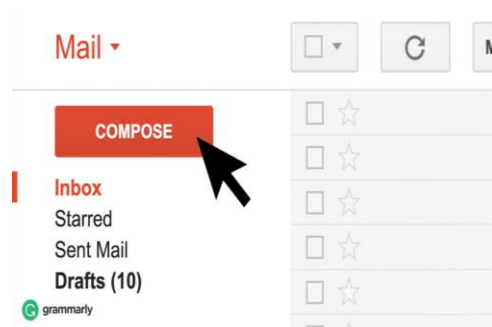 Mail
M
COMPOSE
Inbox
Starred
Sent Mail
Drafts (10)
grammarly